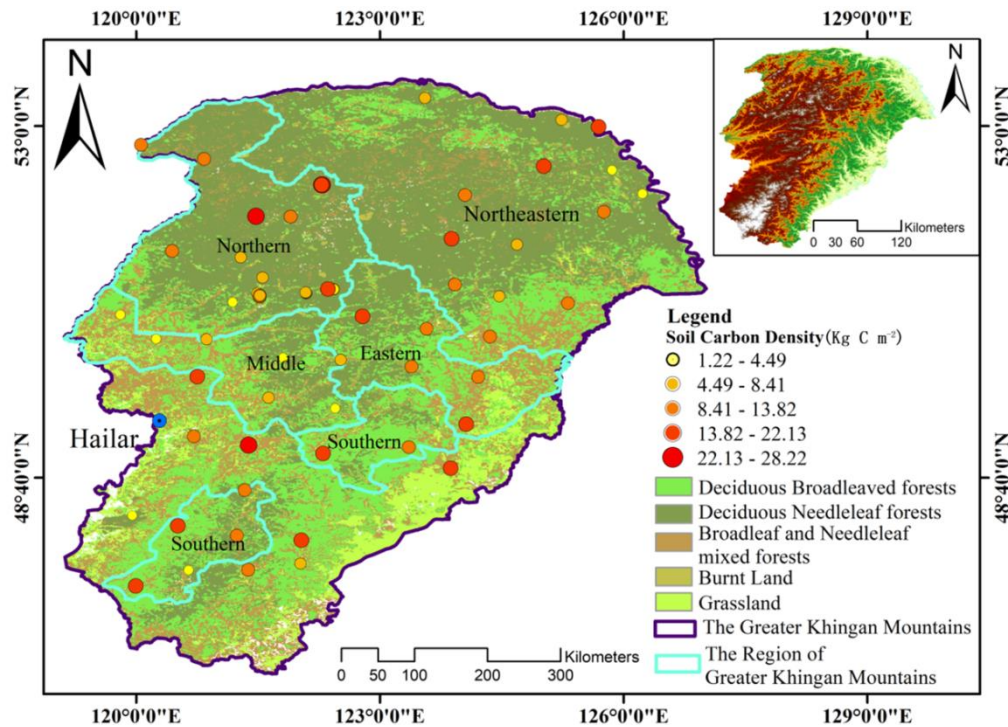 120°0'0"E 123°0'0"E 126°0'0"E 129°0'0"E
N
N
53°0'0"N
53°0'0"N
Northeastern
0 30 60 120
Kilometers
Northern
Legend
Soil Carbon Density(Kg C m⁻²)
Middle
Eastern
1.22 - 4.49
4.49 - 8.41
8.41 - 13.82
13.82 - 22.13
22.13 - 28.22
Hailar
Southern
48°40'0"N
48°40'0"N
Deciduous Broadleaved forests
Deciduous Needleleaf forests
Broadleaf and Needleleaf
mixed forests
Southern
Burnt Land
Grassland
The Greater Khingan Mountains
The Region of
Greater Khingan Mountains
Kilometers
0 50 100 200 300
120°0'0"E 123°0'0"E 126°0'0"E 129°0'0"E